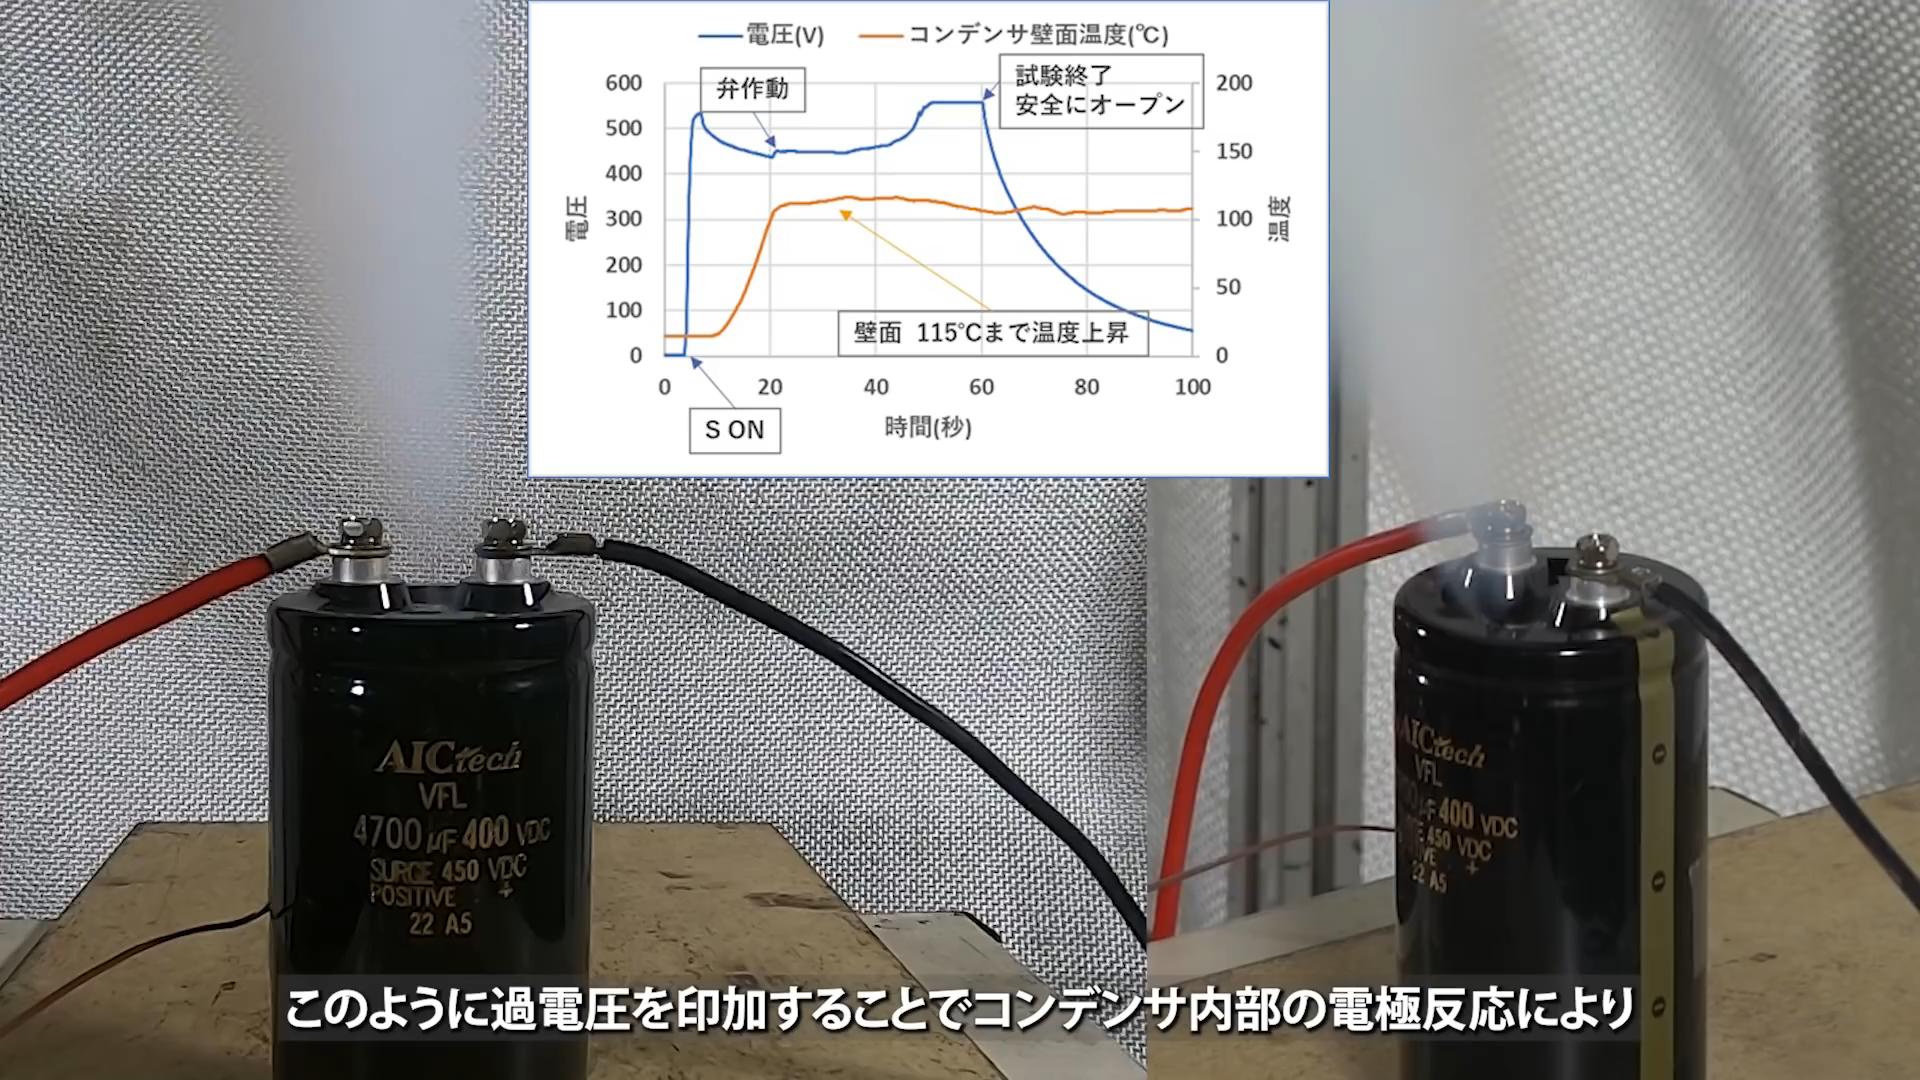 電圧(V) コンデンサ壁面温度(℃)
弁作動
試験終了
安全にオープン
600
500
400
300
200
100
0
電圧
200
150
100
50
0
温度
壁面 115℃まで温度上昇
0 20 40 60 80 100
時間(秒)
S ON
AICtech
VFL
4700 μF 400 VDC
SURGE 450 VDC
POSITIVE +
22 A5
AICtech
VFL
μF 400 VDC
450 VDC
+
22 A5
このように過電圧を印加することでコンデンサ内部の電極反応により